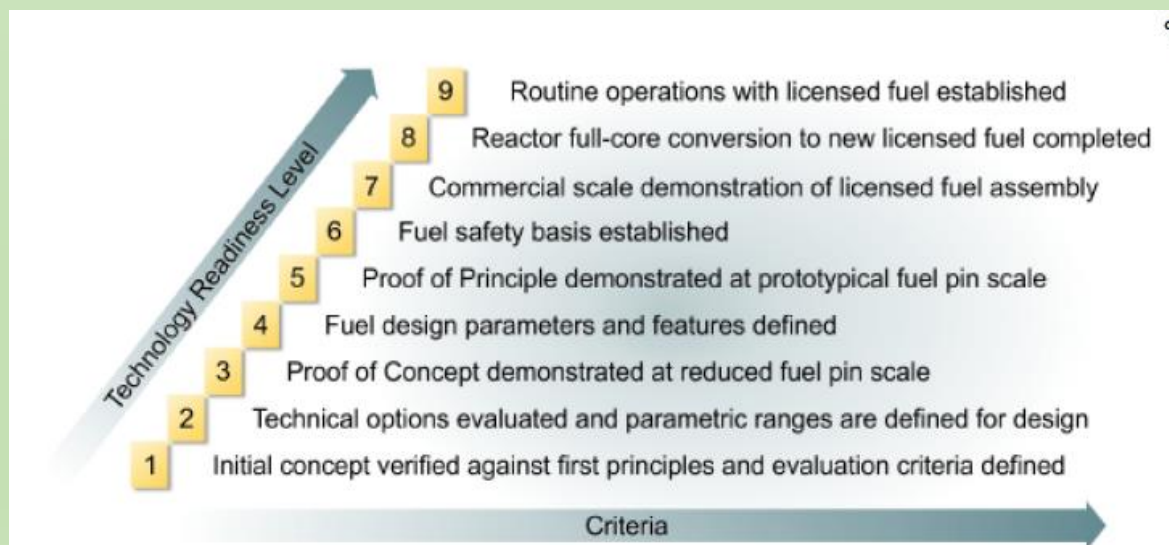 9 Routine operations with licensed fuel established
8 Reactor full-core conversion to new licensed fuel completed
7 Commercial scale demonstration of licensed fuel assembly
6 Fuel safety basis established
5 Proof of Principle demonstrated at prototypical fuel pin scale
4 Fuel design parameters and features defined
3 Proof of Concept demonstrated at reduced fuel pin scale
2 Technical options evaluated and parametric ranges are defined for design
1 Initial concept verified against first principles and evaluation criteria defined
Technology Readiness Level
Criteria